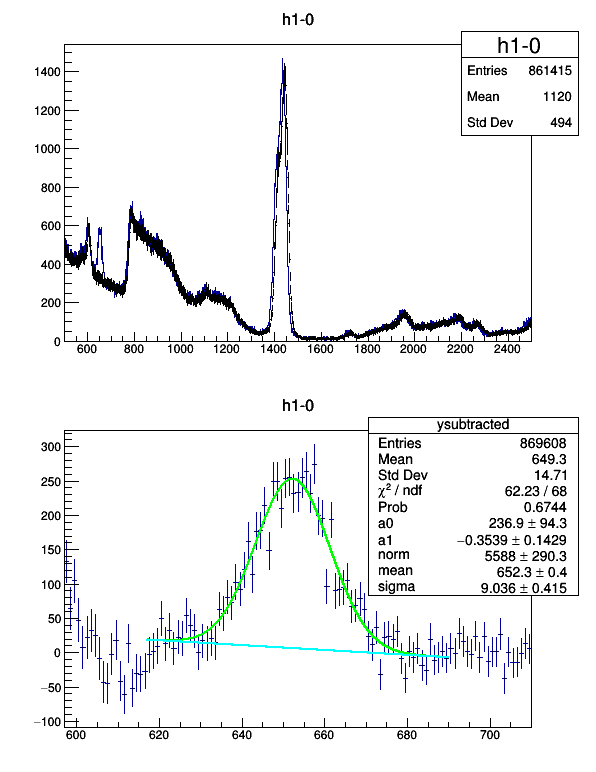 h1-0
h1-0
Entries 861415
Mean 1120
Std Dev 494
1400
1200
1000
800
600
400
200
0
600 800 1000 1200 1400 1600 1800 2000 2200 2400
h1-0
ysubtracted
Entries 869608
Mean 649.3
Std Dev 14.71
χ² / ndf 62.23 / 68
Prob 0.6744
a0 236.9 ± 94.3
a1 −0.3539 ± 0.1429
norm 5588 ± 290.3
mean 652.3 ± 0.4
sigma 9.036 ± 0.415
300
250
200
150
100
50
0
−50
−100
600 620 640 660 680 700